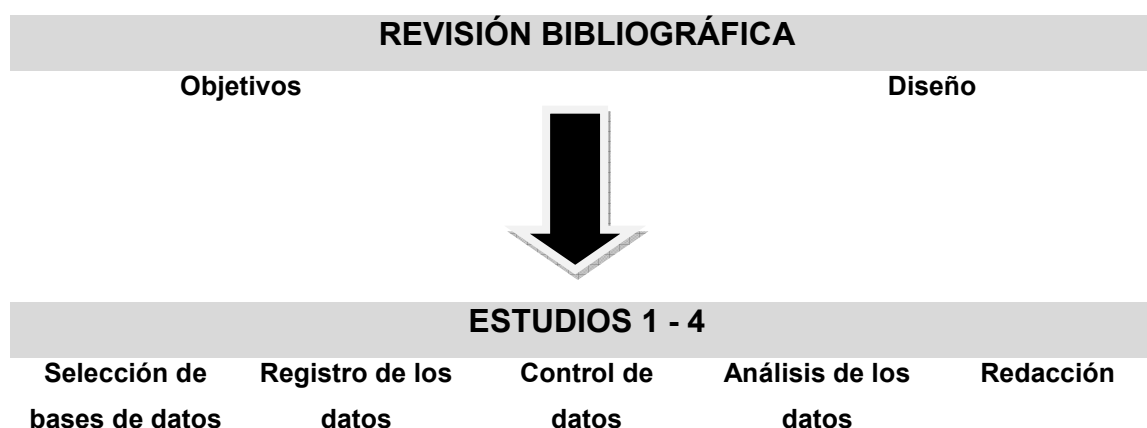 REVISIÓN BIBLIOGRÁFICA
Objetivos Diseño
ESTUDIOS 1 - 4
Selección de Registro de los Control de Análisis de los Redacción
bases de datos datos datos datos